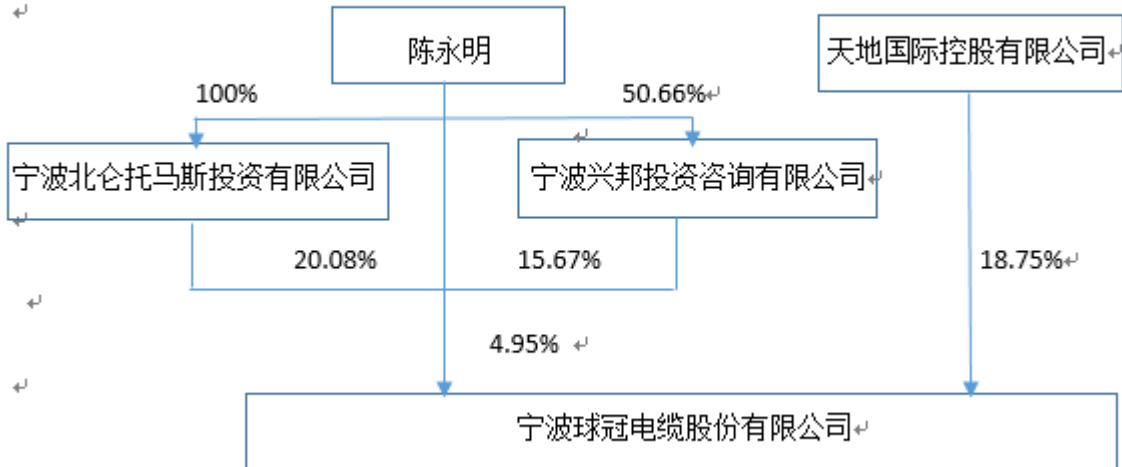 陈永明
天地国际控股有限公司
100%
50.66%
宁波北仑托马斯投资有限公司
宁波兴邦投资咨询有限公司
20.08%
15.67%
18.75%
4.95%
宁波球冠电缆股份有限公司